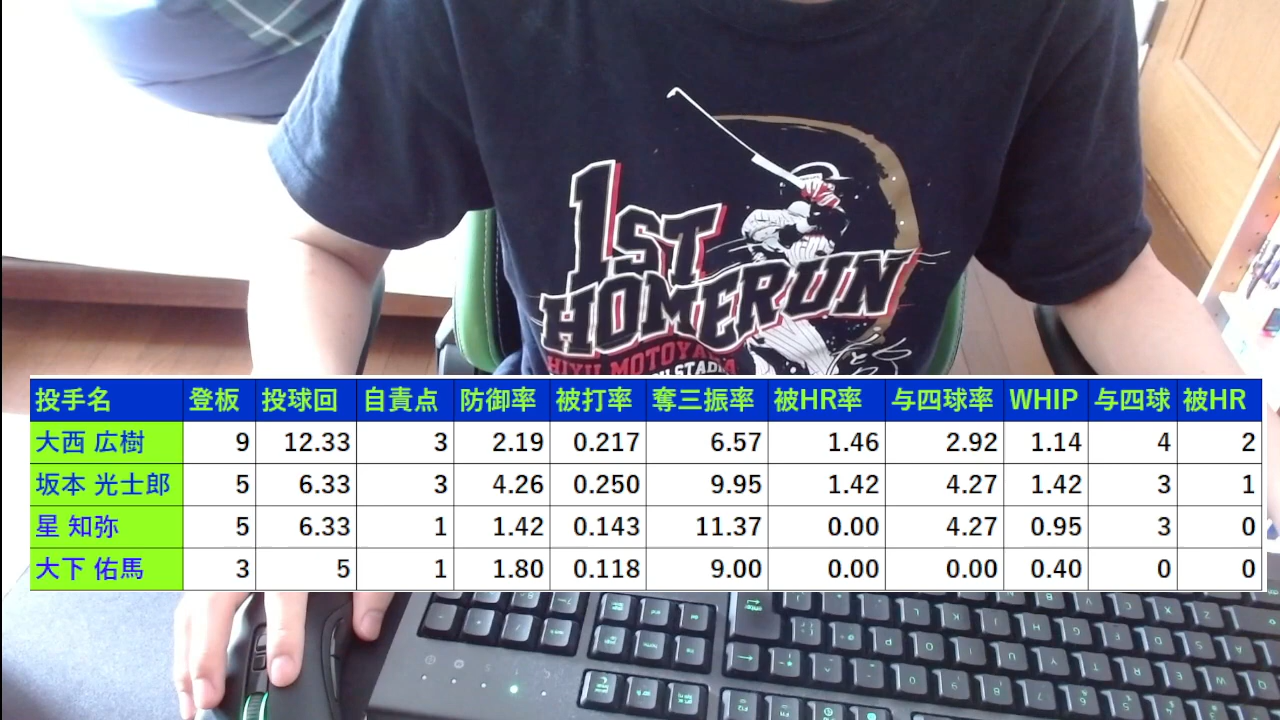 1ST
HOMERUN
HIYU MOTOYA
投手名 登板 投球回 自責点 防御率 被打率 奪三振率 被HR率 与四球率 WHIP 与四球 被HR
大西 広樹 9 12.33 3 2.19 0.217 6.57 1.46 2.92 1.14 4 2
坂本 光士郎 5 6.33 3 4.26 0.250 9.95 1.42 4.27 1.42 3 1
星 知弥 5 6.33 1 1.42 0.143 11.37 0.00 4.27 0.95 3 0
大下 佑馬 3 5 1 1.80 0.118 9.00 0.00 0.00 0.40 0 0